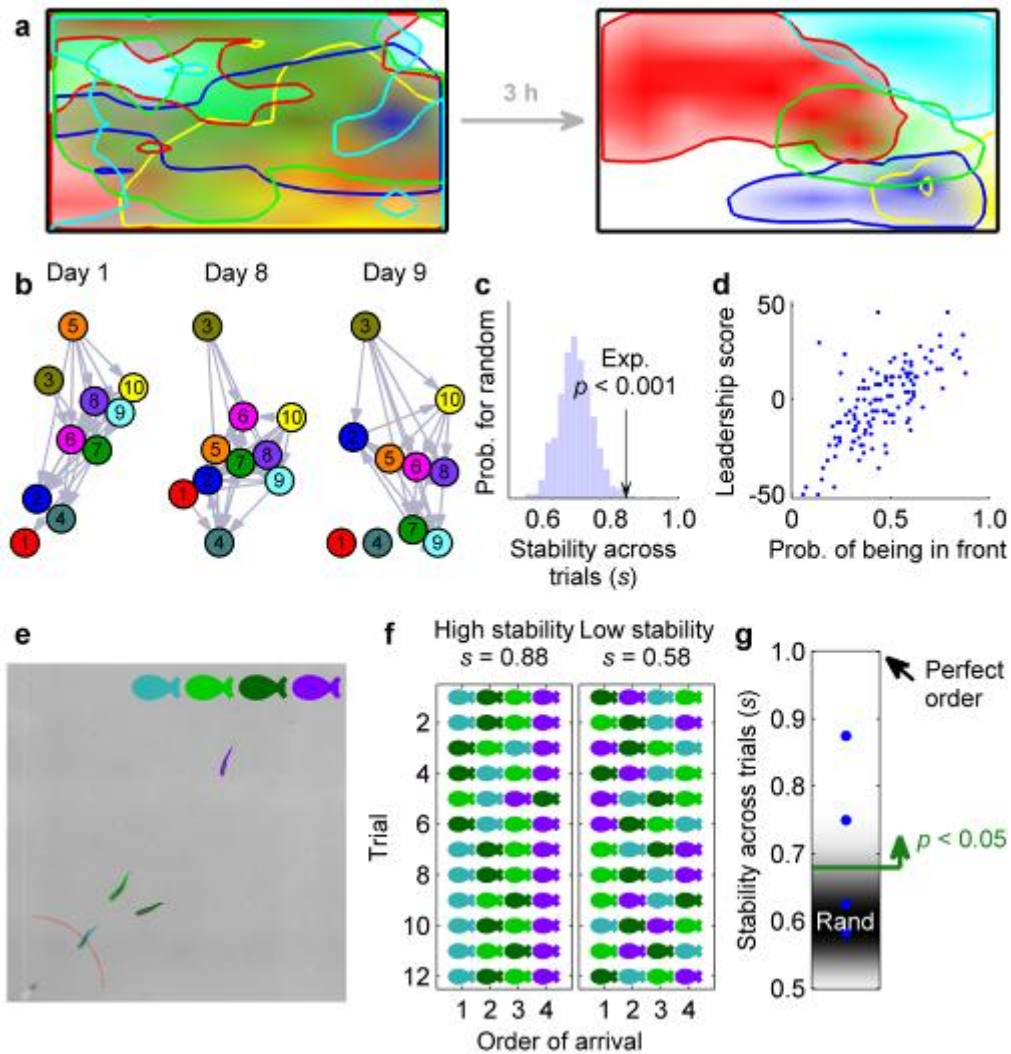 a
3 h
b
Day 1
Day 8
Day 9
5
3
8
10
9
6
7
2
4
1
3
6
10
5
7
8
2
1
9
4
3
10
2
5
6
8
7
1
4
9
c
Prob. for random
Exp.
p < 0.001
0.6
0.8
1.0
Stability across
trials (s)
d
Leadership score
50
0
-50
0
0.5
1.0
Prob. of being in front
e
f
High stability
s = 0.88
Low stability
s = 0.58
Trial
2
4
6
8
10
12
1 2 3 4
1 2 3 4
Order of arrival
g
Stability across trials (s)
1.0
0.9
0.8
0.7
0.6
0.5
Perfect
order
p < 0.05
Rand